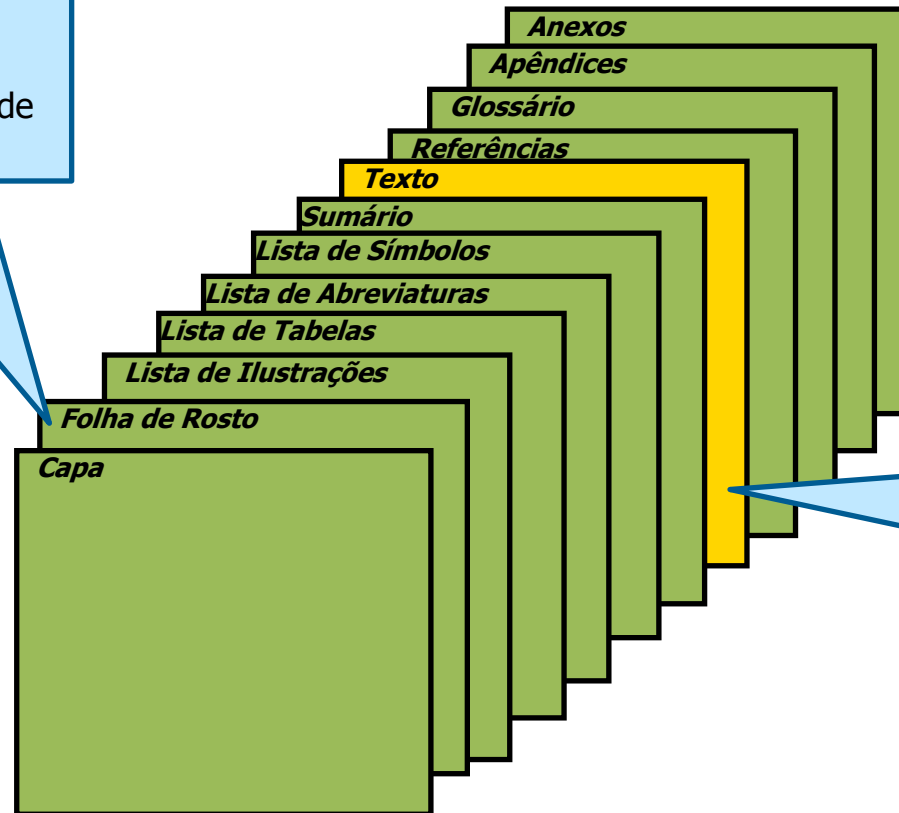 de
Anexos
Apêndices
Glossário
Referências
Texto
Sumário
Lista de Símbolos
Lista de Abreviaturas
Lista de Tabelas
Lista de Ilustrações
Folha de Rosto
Capa